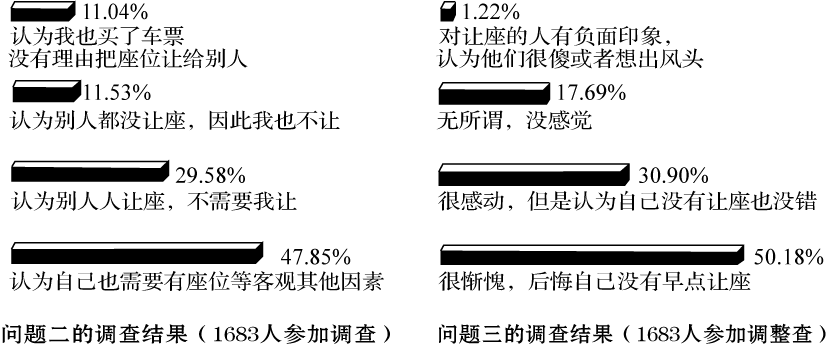 11.04%
认为我也买了车票
没有理由把座位让给别人
11.53%
认为别人都没让座，因此我也不让
29.58%
认为别人人让座，不需要我让
47.85%
认为自己也需要有座位等客观其他因素
问题二的调查结果（1683人参加调查）
1.22%
对让座的人有负面印象，
认为他们很傻或者想出风头
17.69%
无所谓，没感觉
30.90%
很感动，但是认为自己没有让座也没错
50.18%
很惭愧，后悔自己没有早点让座
问题三的调查结果（1683人参加调整查）